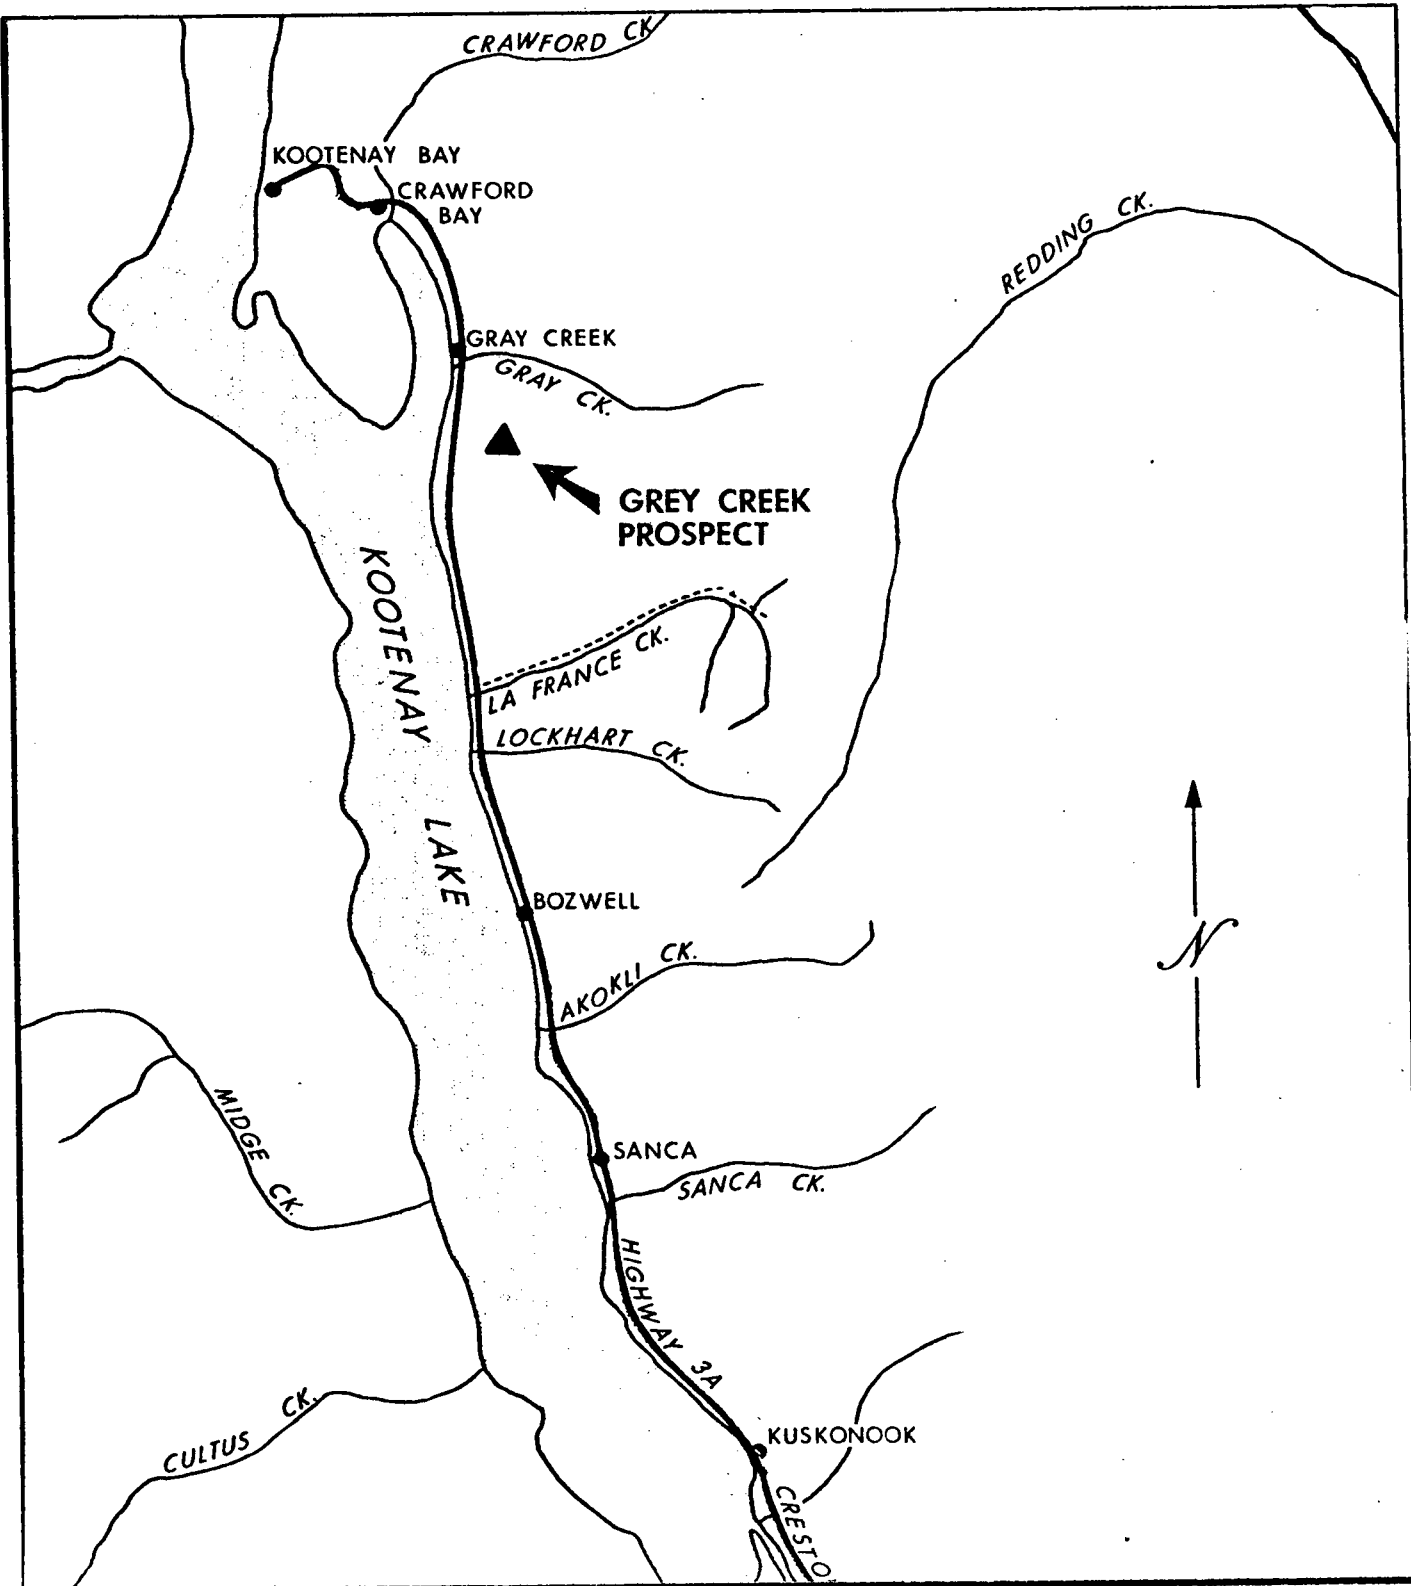 CRAWFORD CK
KOOTENAY BAY
CRAWFORD
BAY
REDDING CK.
GRAY CREEK
GRAY CK.
GREY CREEK
PROSPECT
KOOTENAY LAKE
LA FRANCE CK.
LOCKHART CK.
BOZWELL
N
AKOKLI CK.
MIDGE CK.
SANCA
SANCA CK.
HIGHWAY 3A
CULTUS CK.
KUSKONOOK
CRESTO